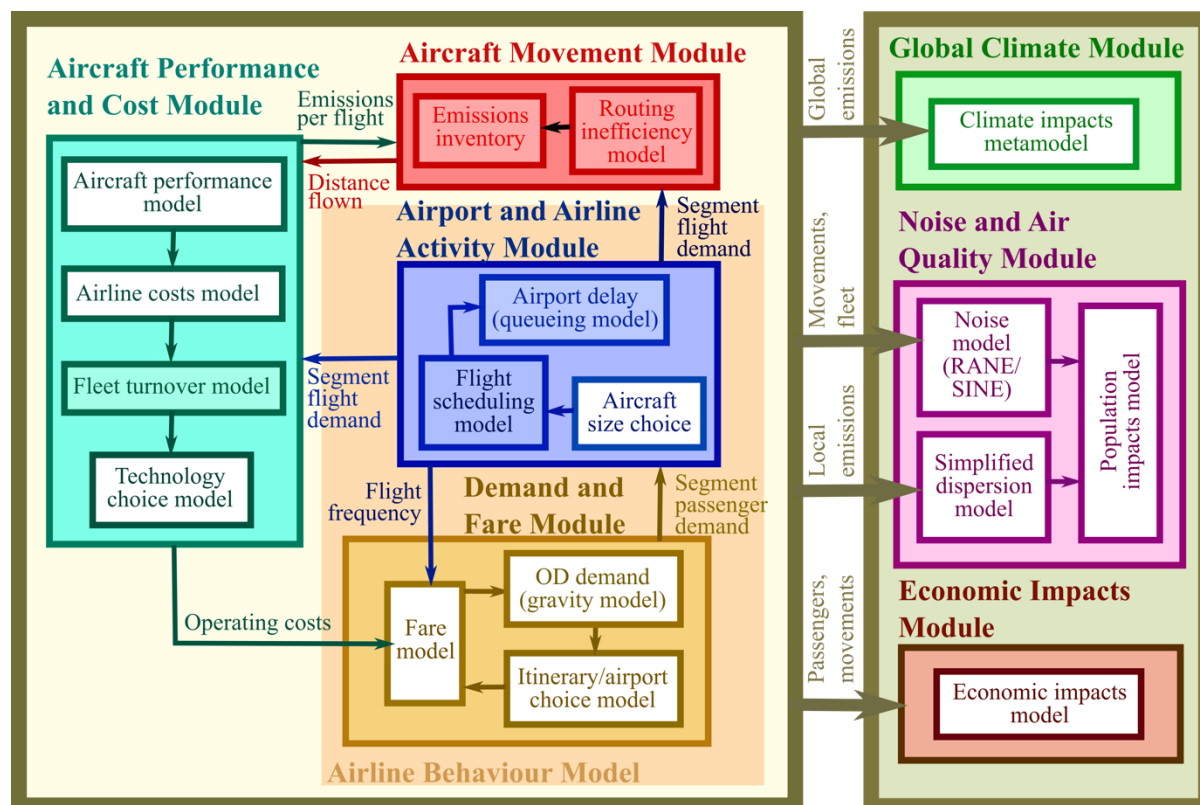 Aircraft Performance
and Cost Module
Emissions
per flight
Distance
flown
Aircraft performance
model
Airline costs model
Fleet turnover model
Technology
choice model
Operating costs
Aircraft Movement Module
Emissions
inventory
Routing
inefficiency
model
Airport and Airline
Activity Module
Segment
flight
demand
Airport delay
(queueing model)
Flight
scheduling
model
Aircraft
size choice
Segment
flight
demand
Flight
frequency
Demand and
Fare Module
Segment
passenger
demand
Fare
model
OD demand
(gravity model)
Itinerary/airport
choice model
Airline Behaviour Model
Global
emissions
Movements,
fleet
Local
emissions
Passengers,
movements
Global Climate Module
Climate impacts
metamodel
Noise and Air
Quality Module
Noise
model
(RANE/
SINE)
Simplified
dispersion
model
Population
impacts model
Economic Impacts
Module
Economic impacts
model